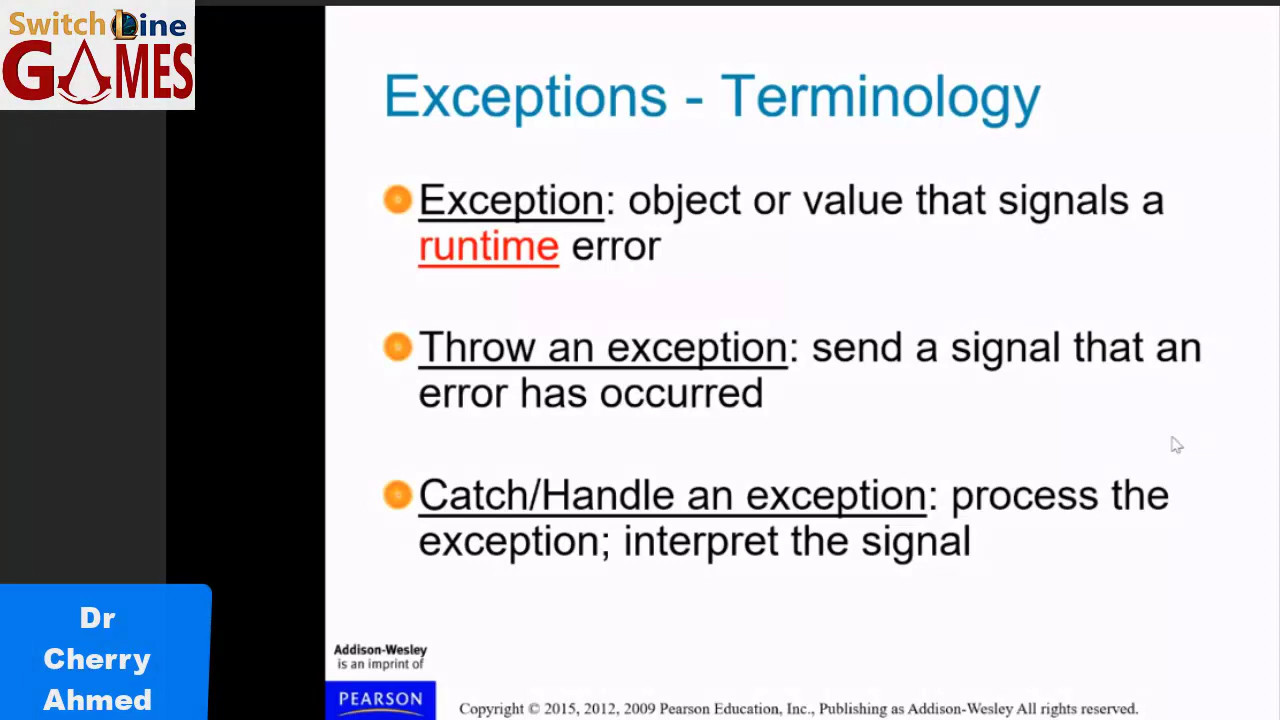 Switch Line
GAMES
Exceptions - Terminology
Exception: object or value that signals a
runtime error
Throw an exception: send a signal that an
error has occurred
Catch/Handle an exception: process the
exception; interpret the signal
Dr
Cherry
Ahmed
Addison-Wesley
is an imprint of
PEARSON
Copyright © 2015, 2012, 2009 Pearson Education, Inc., Publishing as Addison-Wesley All rights reserved.